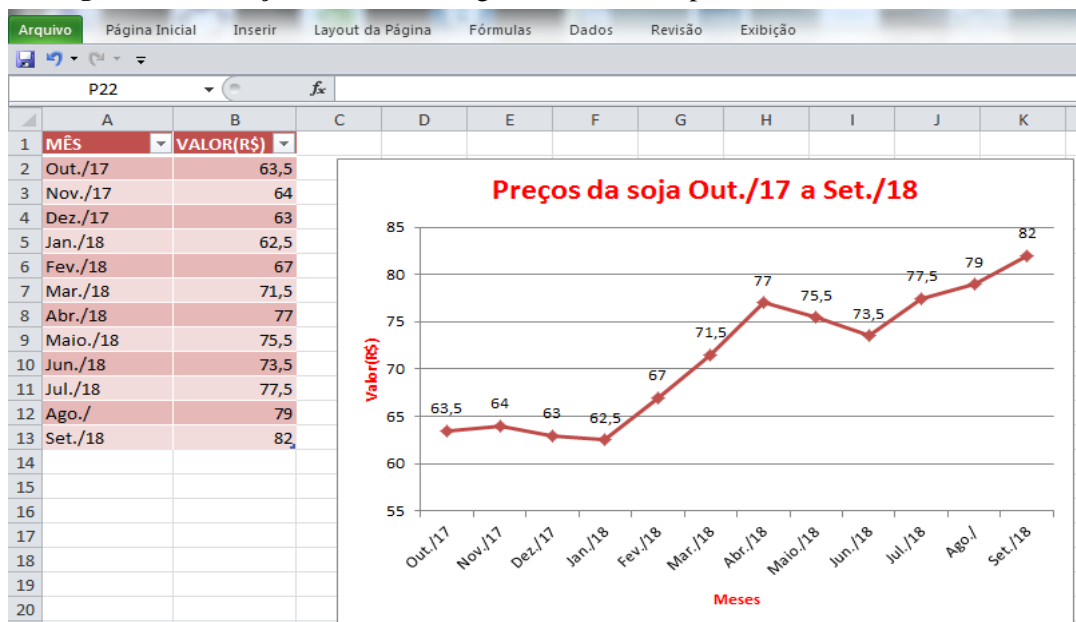 Arquivo Página Inicial Inserir Layout da Página Fórmulas Dados Revisão Exibição
P22 fx
A B C D E F G H I J K
1 MÊS VALOR(R$)
2 Out./17 63,5
3 Nov./17 64
4 Dez./17 63
5 Jan./18 62,5
6 Fev./18 67
7 Mar./18 71,5
8 Abr./18 77
9 Maio./18 75,5
10 Jun./18 73,5
11 Jul./18 77,5
12 Ago./ 79
13 Set./18 82
14
15
16
17
18
19
20
Preços da soja Out./17 a Set./18
85
80
75
70
65
60
55
Valor(R$)
63,5 64 63 62,5 67 71,5 77 75,5 73,5 77,5 79 82
Out./17 Nov./17 Dez./17 Jan./18 Fev./18 Mar./18 Abr./18 Maio./18 Jun./18 Jul./18 Ago./ Set./18
Meses